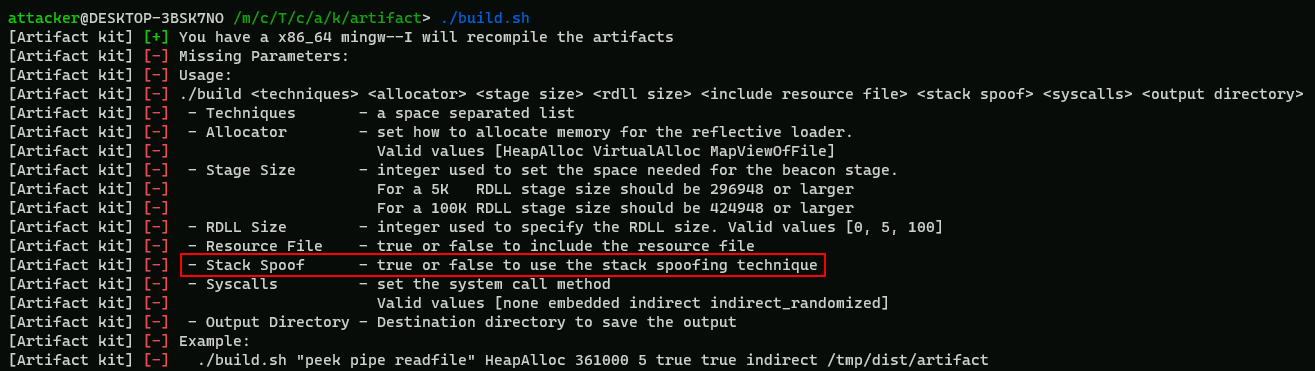 attacker@DESKTOP-3BSK7NO /m/c/T/c/a/k/artifact> ./build.sh
[Artifact kit] [+] You have a x86_64 mingw--I will recompile the artifacts
[Artifact kit] [-] Missing Parameters:
[Artifact kit] [-] Usage:
[Artifact kit] [-] ./build <techniques> <allocator> <stage size> <rdll size> <include resource file> <stack spoof> <syscalls> <output directory>
[Artifact kit] [-]  - Techniques       - a space separated list
[Artifact kit] [-]  - Allocator        - set how to allocate memory for the reflective loader.
[Artifact kit] [-]                       Valid values [HeapAlloc VirtualAlloc MapViewOfFile]
[Artifact kit] [-]  - Stage Size       - integer used to set the space needed for the beacon stage.
[Artifact kit] [-]                       For a 5K   RDLL stage size should be 296948 or larger
[Artifact kit] [-]                       For a 100K RDLL stage size should be 424948 or larger
[Artifact kit] [-]  - RDLL Size        - integer used to specify the RDLL size. Valid values [0, 5, 100]
[Artifact kit] [-]  - Resource File    - true or false to include the resource file
[Artifact kit] [-]  - Stack Spoof      - true or false to use the stack spoofing technique
[Artifact kit] [-]  - Syscalls         - set the system call method
[Artifact kit] [-]                       Valid values [none embedded indirect indirect_randomized]
[Artifact kit] [-]  - Output Directory - Destination directory to save the output
[Artifact kit] [-] Example:
[Artifact kit] [-]   ./build.sh "peek pipe readfile" HeapAlloc 361000 5 true true indirect /tmp/dist/artifact